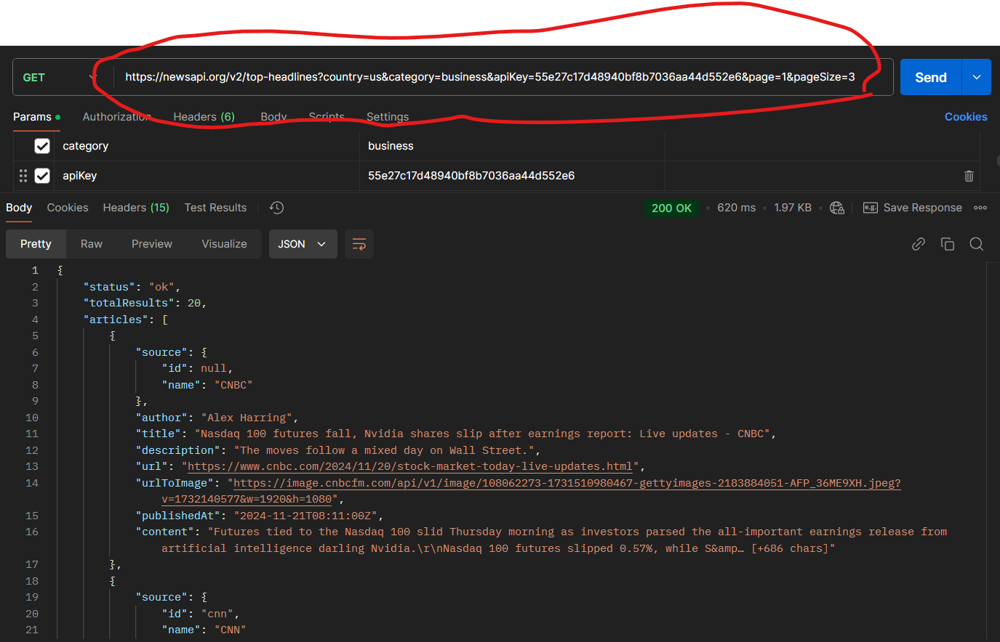 GET https://newsapi.org/v2/top-headlines?country=us&category=business&apiKey=55e27c17d48940bf8b7036aa44d552e6&page=1&pageSize=3 Send
Params Authorization Headers (6) Body Scripts Settings Cookies
category business
apiKey 55e27c17d48940bf8b7036aa44d552e6
Body Cookies Headers (15) Test Results 200 OK 620 ms 1.97 KB e.g. Save Response
Pretty Raw Preview Visualize JSON
1 {
2 "status": "ok",
3 "totalResults": 20,
4 "articles": [
5 {
6 "source": {
7 "id": null,
8 "name": "CNBC"
9 },
10 "author": "Alex Harring",
11 "title": "Nasdaq 100 futures fall, Nvidia shares slip after earnings report: Live updates - CNBC",
12 "description": "The moves follow a mixed day on Wall Street.",
13 "url": "https://www.cnbc.com/2024/11/20/stock-market-today-live-updates.html",
14 "urlToImage": "https://image.cnbcfm.com/api/v1/image/108062273-1731510980467-gettyimages-2183884051-AFP_36ME9XH.jpeg?
v=1732140577&w=1920&h=1080",
15 "publishedAt": "2024-11-21T08:11:00Z",
16 "content": "Futures tied to the Nasdaq 100 slid Thursday morning as investors parsed the all-important earnings release from
artificial intelligence darling Nvidia.\r\nNasdaq 100 futures slipped 0.57%, while S&amp… [+686 chars]"
17 },
18 {
19 "source": {
20 "id": "cnn",
21 "name": "CNN"